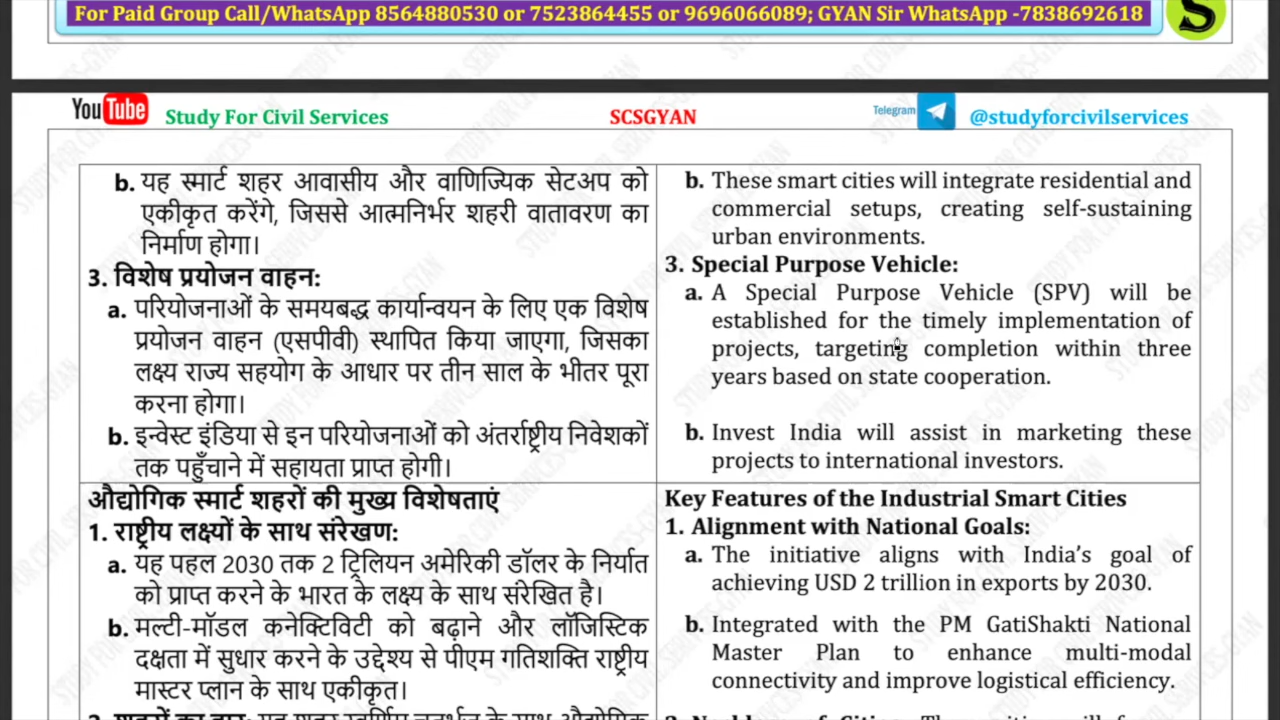 For Paid Group Call/WhatsApp 8564880530 or 7523864455 or 9696066089; GYAN Sir WhatsApp -7838692618
S
YouTube
Study For Civil Services
SCSGYAN
Telegram
@studyforcivilservices
b. यह स्मार्ट शहर आवासीय और वाणिज्यिक सेटअप को
एकीकृत करेंगे, जिससे आत्मनिर्भर शहरी वातावरण का
निर्माण होगा।
3. विशेष प्रयोजन वाहन:
a. परियोजनाओं के समयबद्ध कार्यान्वयन के लिए एक विशेष
प्रयोजन वाहन (एसपीवी) स्थापित किया जाएगा, जिसका
लक्ष्य राज्य सहयोग के आधार पर तीन साल के भीतर पूरा
करना होगा।
b. इन्वेस्ट इंडिया से इन परियोजनाओं को अंतर्राष्ट्रीय निवेशकों
तक पहुँचाने में सहायता प्राप्त होगी।
b. These smart cities will integrate residential and
commercial setups, creating self-sustaining
urban environments.
3. Special Purpose Vehicle:
a. A Special Purpose Vehicle (SPV) will be
established for the timely implementation of
projects, targeting completion within three
years based on state cooperation.
b. Invest India will assist in marketing these
projects to international investors.
औद्योगिक स्मार्ट शहरों की मुख्य विशेषताएं
1. राष्ट्रीय लक्ष्यों के साथ संरेखण:
a. यह पहल 2030 तक 2 ट्रिलियन अमेरिकी डॉलर के निर्यात
को प्राप्त करने के भारत के लक्ष्य के साथ संरेखित है।
b. मल्टी-मॉडल कनेक्टिविटी को बढ़ाने और लॉजिस्टिक
दक्षता में सुधार करने के उद्देश्य से पीएम गतिशक्ति राष्ट्रीय
मास्टर प्लान के साथ एकीकृत।
Key Features of the Industrial Smart Cities
1. Alignment with National Goals:
a. The initiative aligns with India's goal of
achieving USD 2 trillion in exports by 2030.
b. Integrated with the PM GatiShakti National
Master Plan to enhance multi-modal
connectivity and improve logistical efficiency.